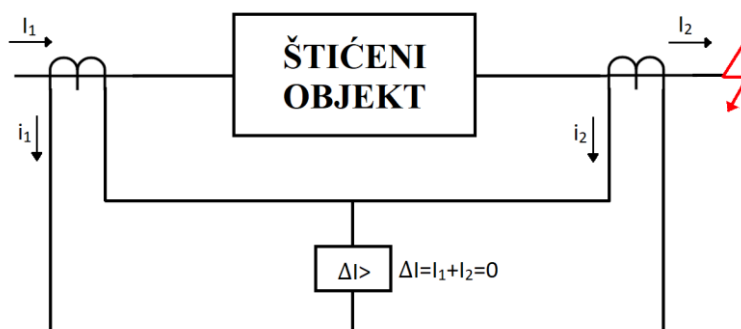 I₁
I₂
ŠTIĆENI
OBJEKT
i₁
i₂
ΔI>
ΔI=I₁+I₂=0